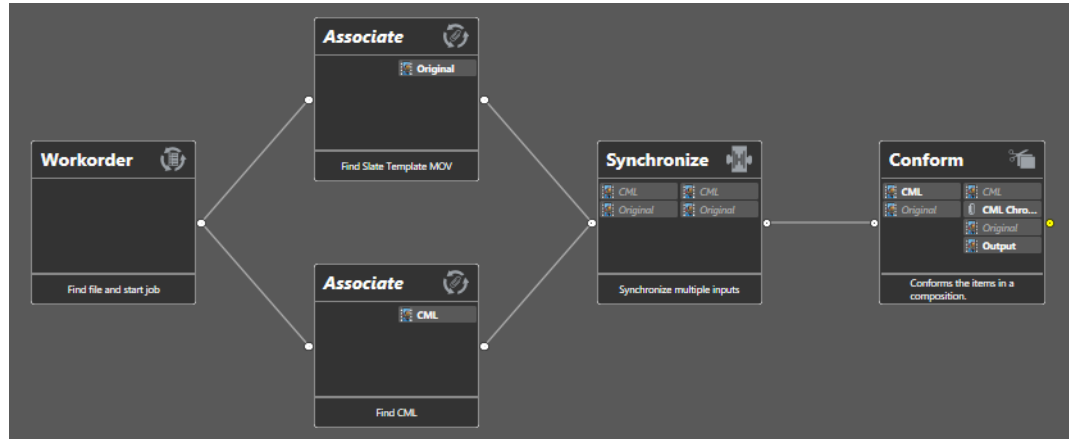 Workorder
Find file and start job
Associate
Original
Find Slate Template MOV
Associate
CML
Find CML
Synchronize
CML CML
Original Original
Synchronize multiple inputs
Conform
CML CML
Original CML Chro...
Original
Output
Conforms the items in a
composition.